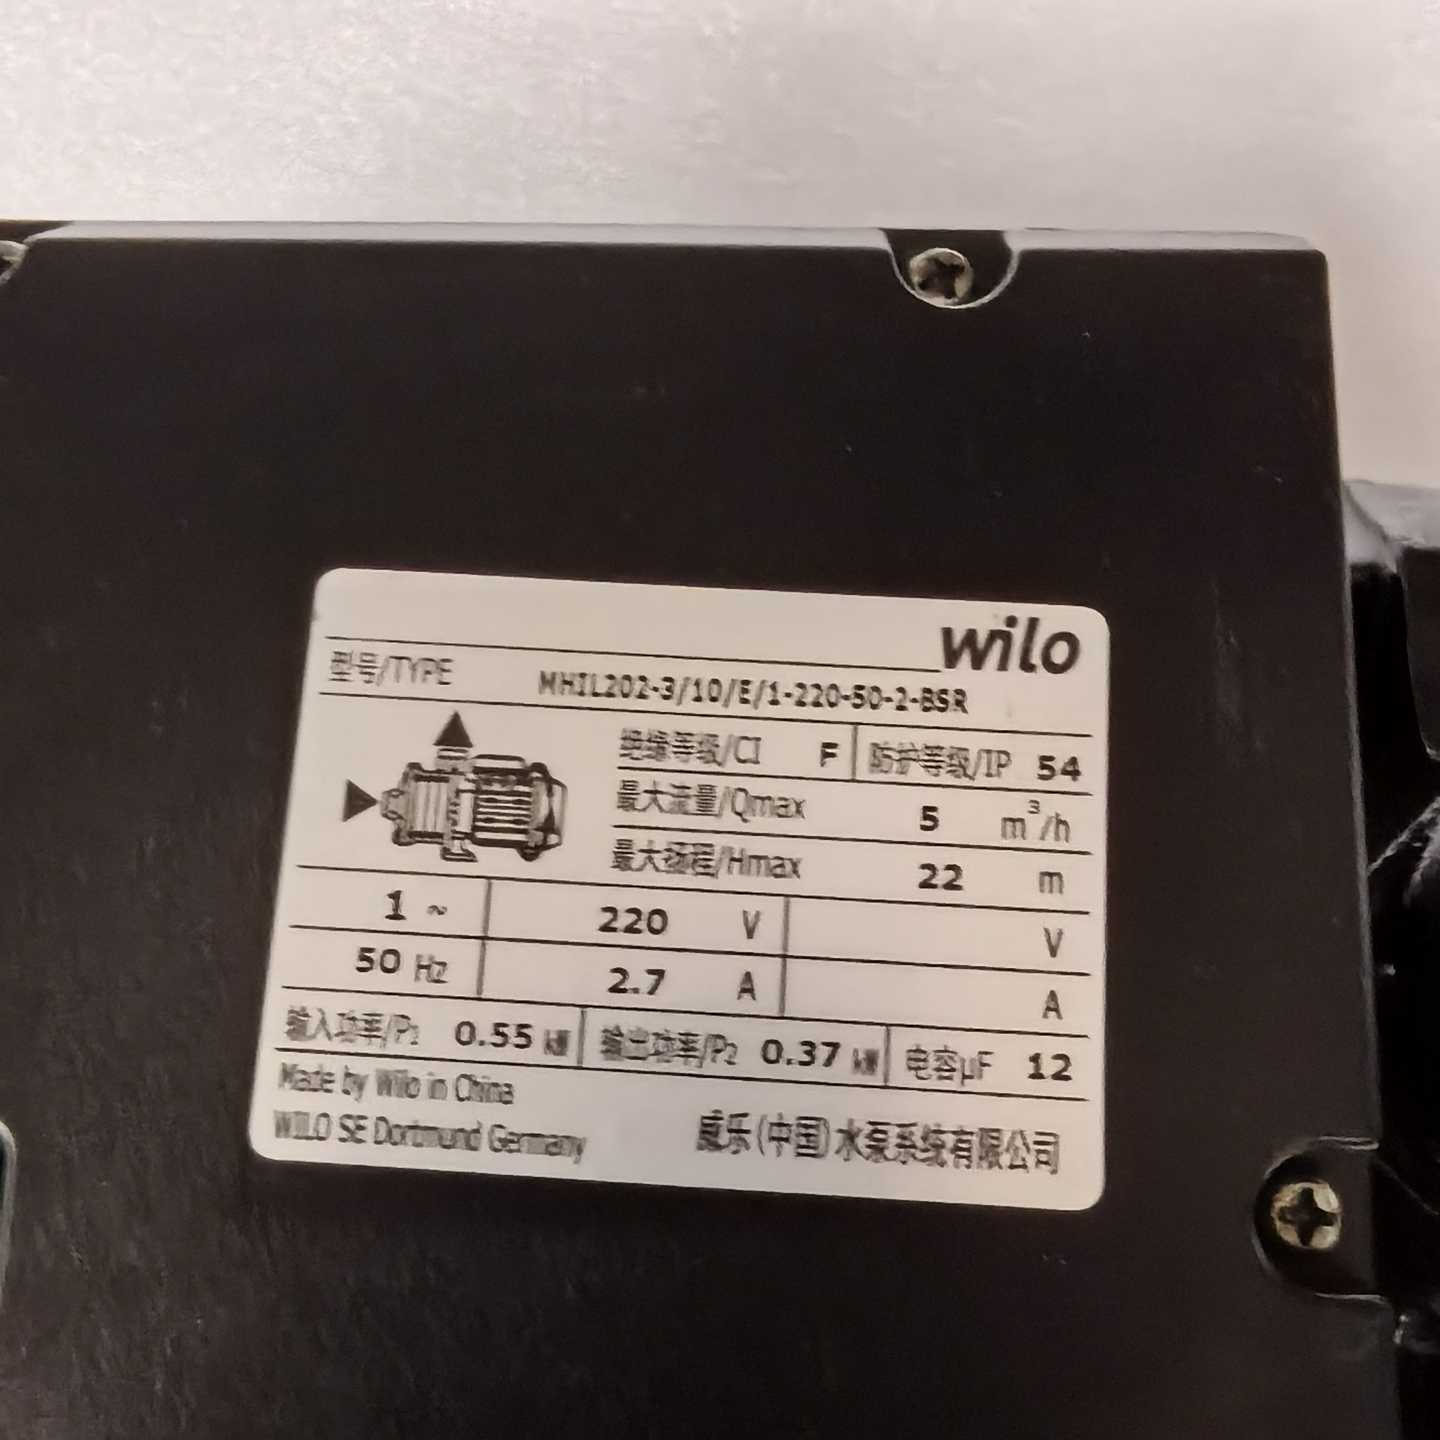 wilo
型号/TYPE MHIL202-3/10/E/1-220-50-2-BSR
绝缘等级/CI F 防护等级/IP 54
最大流量/Qmax 5 m³/h
最大扬程/Hmax 22 m
1 ~ 220 V V
50 Hz 2.7 A A
输入功率/P₁ 0.55 kW 输出功率/P₂ 0.37 kW 电容μF 12
Made by Wilo in China
WILO SE Dortmund Germany 威乐(中国)水泵系统有限公司